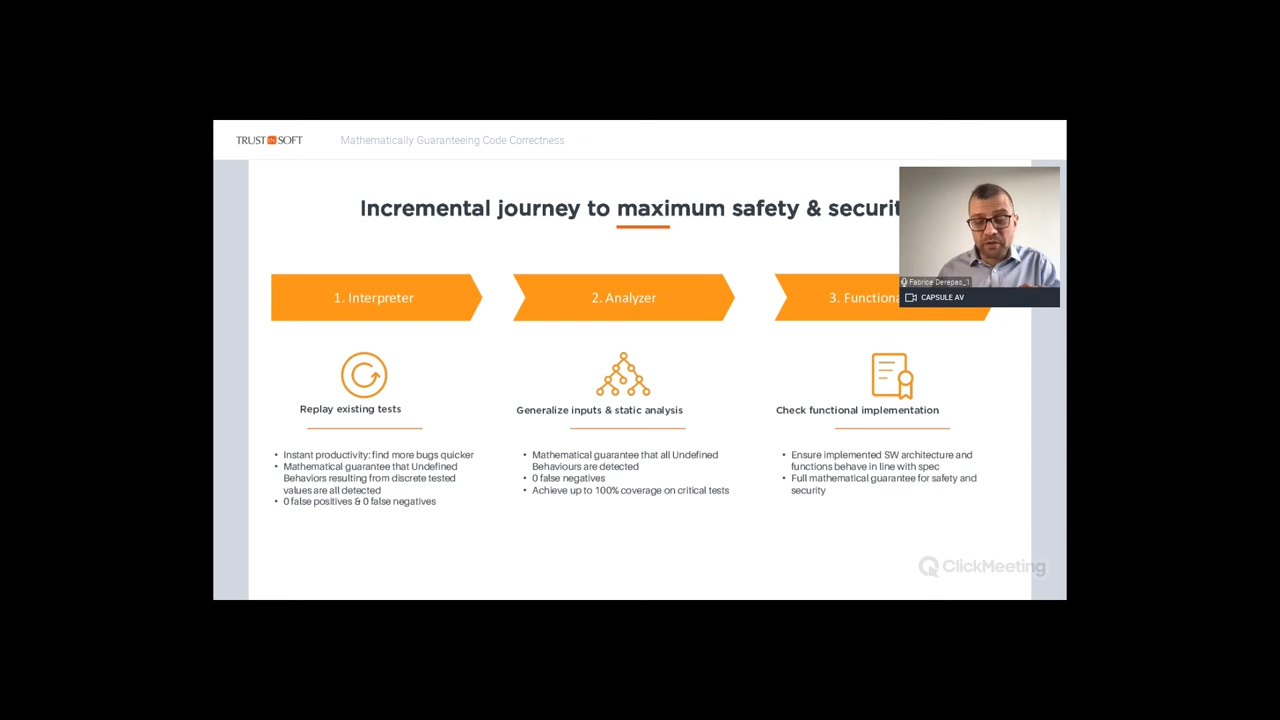 TRUST IN SOFT
Mathematically Guaranteeing Code Correctness
Incremental journey to maximum safety &
Fabrice Derepas_1
CAPSULE AV
1. Interpreter
2. Analyzer
3.
Replay existing tests
Generalize inputs & static analysis
Check functional implementation
• Instant productivity: find more bugs quicker
• Mathematical guarantee that Undefined
Behaviors resulting from discrete tested
values are all detected
• 0 false positives & 0 false negatives
• Mathematical guarantee that all Undefined
Behaviours are detected
• 0 false negatives
• Achieve up to 100% coverage on critical tests
• Ensure implemented SW architecture and
functions behave in line with spec
• Full mathematical guarantee for safety and
security
ClickMeeting